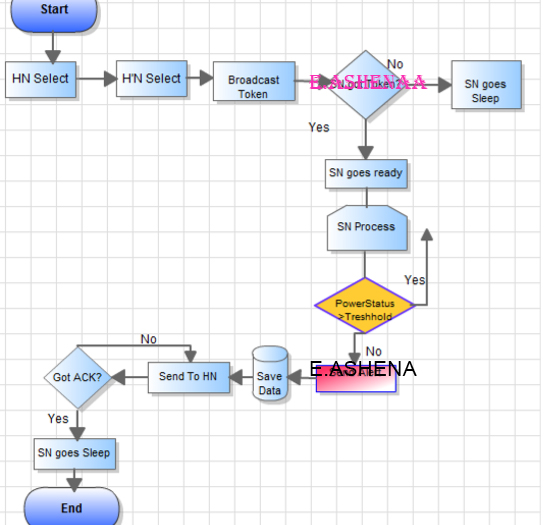 Start
No
HN Select
H'N Select
Broadcast
Token
E.ASHENAA
SN goes
Sleep
Yes
SN goes ready
SN Process
Yes
PowerStatus
>Treshhold
No
No
E.ASHENA
Got ACK?
Send To HN
Save
Data
Yes
SN goes Sleep
End